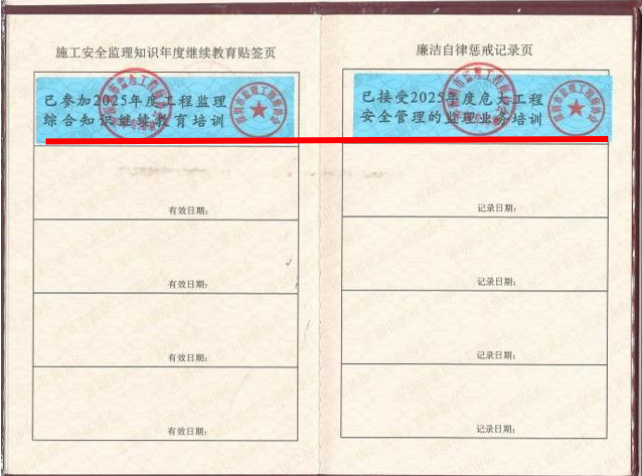 施工安全监理知识年度继续教育贴签页
已参加2025年度工程监理
综合知识继续教育培训
有效日期:
有效日期:
有效日期:
有效日期:
廉洁自律惩戒记录页
已接受2025年度危大工程
安全管理的监理业务培训
记录日期:
记录日期:
记录日期:
记录日期: